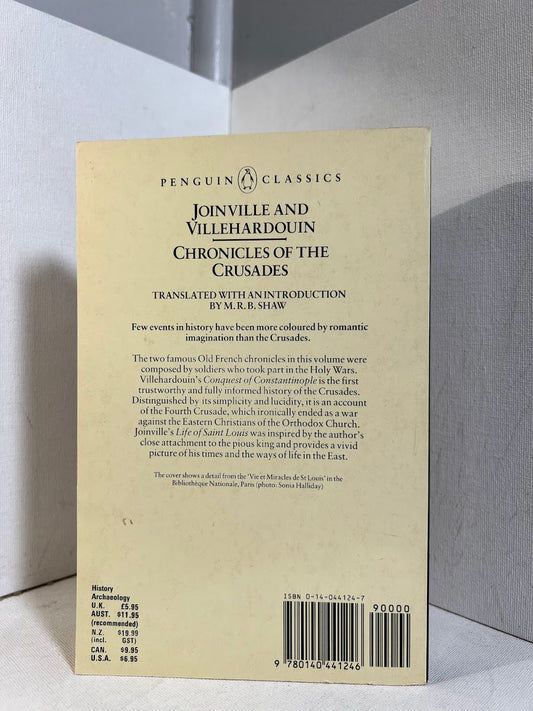 PENGUIN CLASSICS
JOINVILLE AND
VILLEHARDOUIN
CHRONICLES OF THE
CRUSADES
TRANSLATED WITH AN INTRODUCTION
BY M. R. B. SHAW
Few events in history have been more coloured by romantic
imagination than the Crusades.
The two famous Old French chronicles in this volume were
composed by soldiers who took part in the Holy Wars.
Villehardouin's Conquest of Constantinople is the first
trustworthy and fully informed history of the Crusades.
Distinguished by its simplicity and lucidity, it is an account
of the Fourth Crusade, which ironically ended as a war
against the Eastern Christians of the Orthodox Church.
Joinville's Life of Saint Louis was inspired by the author's
close attachment to the pious king and provides a vivid
picture of his times and the ways of life in the East.
The cover shows a detail from the 'Vie et Miracles de St Louis' in the
Bibliothèque Nationale, Paris (photo: Sonia Halliday)
History
Archaeology
U.K. £5.95
AUST. $11.95
(recommended)
N.Z. $19.99
(incl. GST)
CAN. $9.95
U.S.A. $6.95
ISBN 0-14-044124-7
90000
9 780140 441246